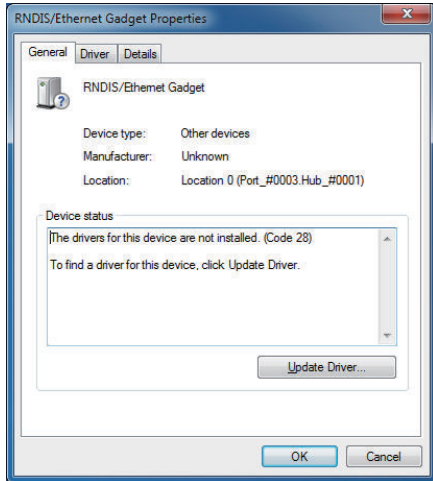 RNDIS/Ethernet Gadget Properties
General Driver Details
RNDIS/Ethernet Gadget
Device type: Other devices
Manufacturer: Unknown
Location: Location 0 (Port_#0003.Hub_#0001)
Device status
The drivers for this device are not installed. (Code 28)
To find a driver for this device, click Update Driver.
Update Driver...
OK Cancel